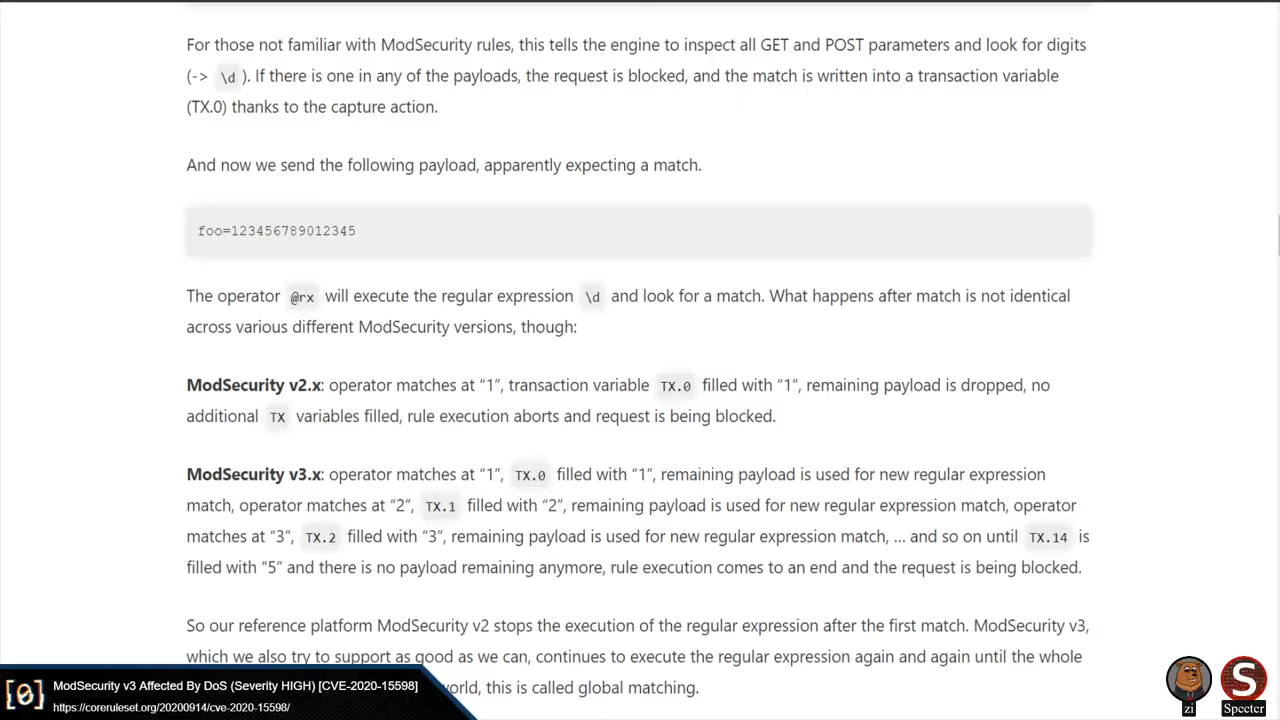 For those not familiar with ModSecurity rules, this tells the engine to inspect all GET and POST parameters and look for digits
(-> \d ). If there is one in any of the payloads, the request is blocked, and the match is written into a transaction variable
(TX.0) thanks to the capture action.
And now we send the following payload, apparently expecting a match.
foo=123456789012345
The operator @rx will execute the regular expression \d and look for a match. What happens after match is not identical
across various different ModSecurity versions, though:
ModSecurity v2.x: operator matches at “1”, transaction variable TX.0 filled with “1”, remaining payload is dropped, no
additional TX variables filled, rule execution aborts and request is being blocked.
ModSecurity v3.x: operator matches at “1”, TX.0 filled with “1”, remaining payload is used for new regular expression
match, operator matches at “2”, TX.1 filled with “2”, remaining payload is used for new regular expression match, operator
matches at “3”, TX.2 filled with “3”, remaining payload is used for new regular expression match, … and so on until TX.14 is
filled with “5” and there is no payload remaining anymore, rule execution comes to an end and the request is being blocked.
So our reference platform ModSecurity v2 stops the execution of the regular expression after the first match. ModSecurity v3,
which we also try to support as good as we can, continues to execute the regular expression again and again until the whole
this is called global matching.
[0] ModSecurity v3 Affected By DoS (Severity HIGH) [CVE-2020-15598]
https://coreruleset.org/20200914/cve-2020-15598/
zi
Specter